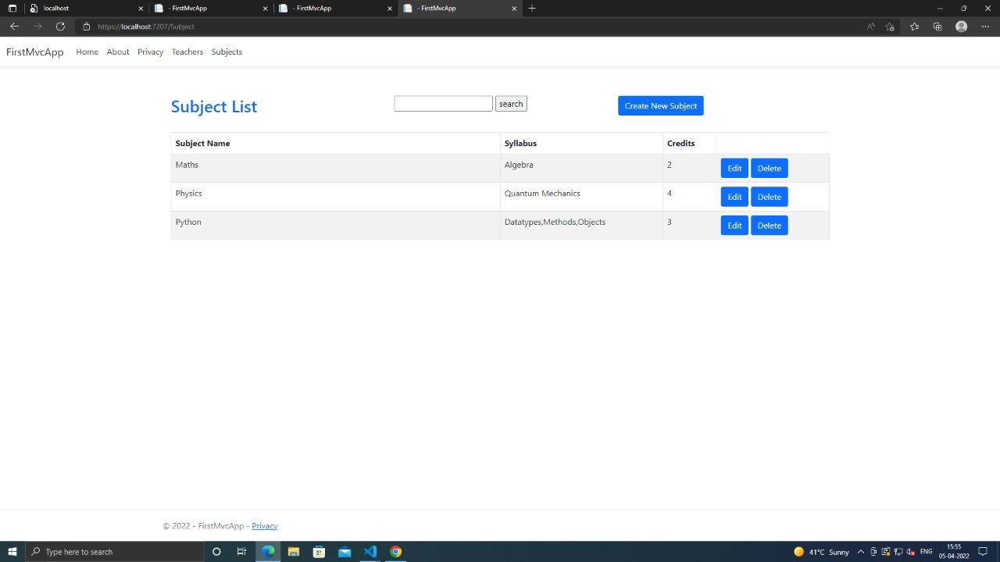 localhost
- FirstMvcApp
- FirstMvcApp
- FirstMvcApp
https://localhost:7207/Subject
FirstMvcApp Home About Privacy Teachers Subjects
Subject List search Create New Subject
Subject Name Syllabus Credits
Maths Algebra 2 Edit Delete
Physics Quantum Mechanics 4 Edit Delete
Python Datatypes,Methods,Objects 3 Edit Delete
© 2022 - FirstMvcApp - Privacy
Type here to search
41°C Sunny
ENG
15:55
05-04-2022